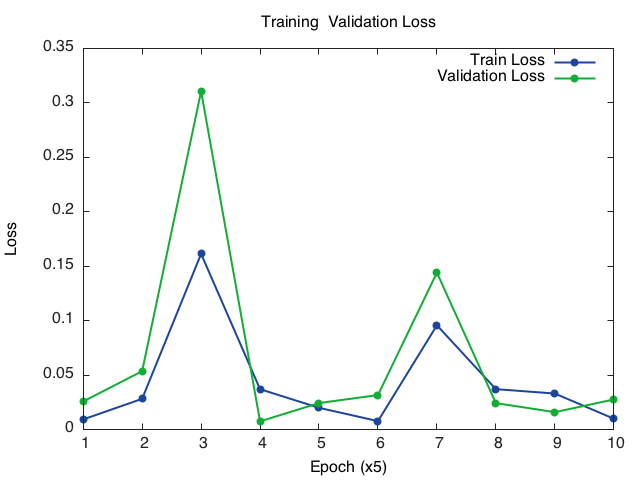 Training  Validation Loss
Train Loss
Validation Loss
0.35
0.3
0.25
0.2
0.15
0.1
0.05
0
Loss
1 2 3 4 5 6 7 8 9 10
Epoch (x5)